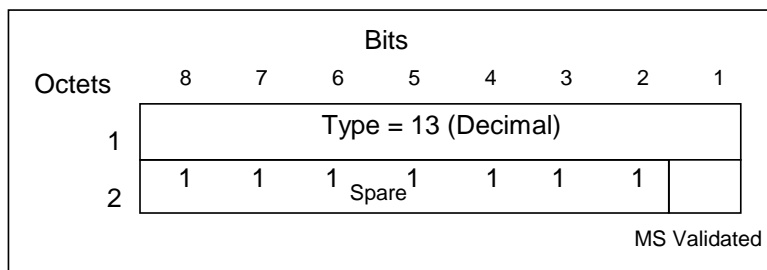 Bits
Octets 8 7 6 5 4 3 2 1
1 Type = 13 (Decimal)
2 1 1 1 1 1 1 1
Spare
MS Validated